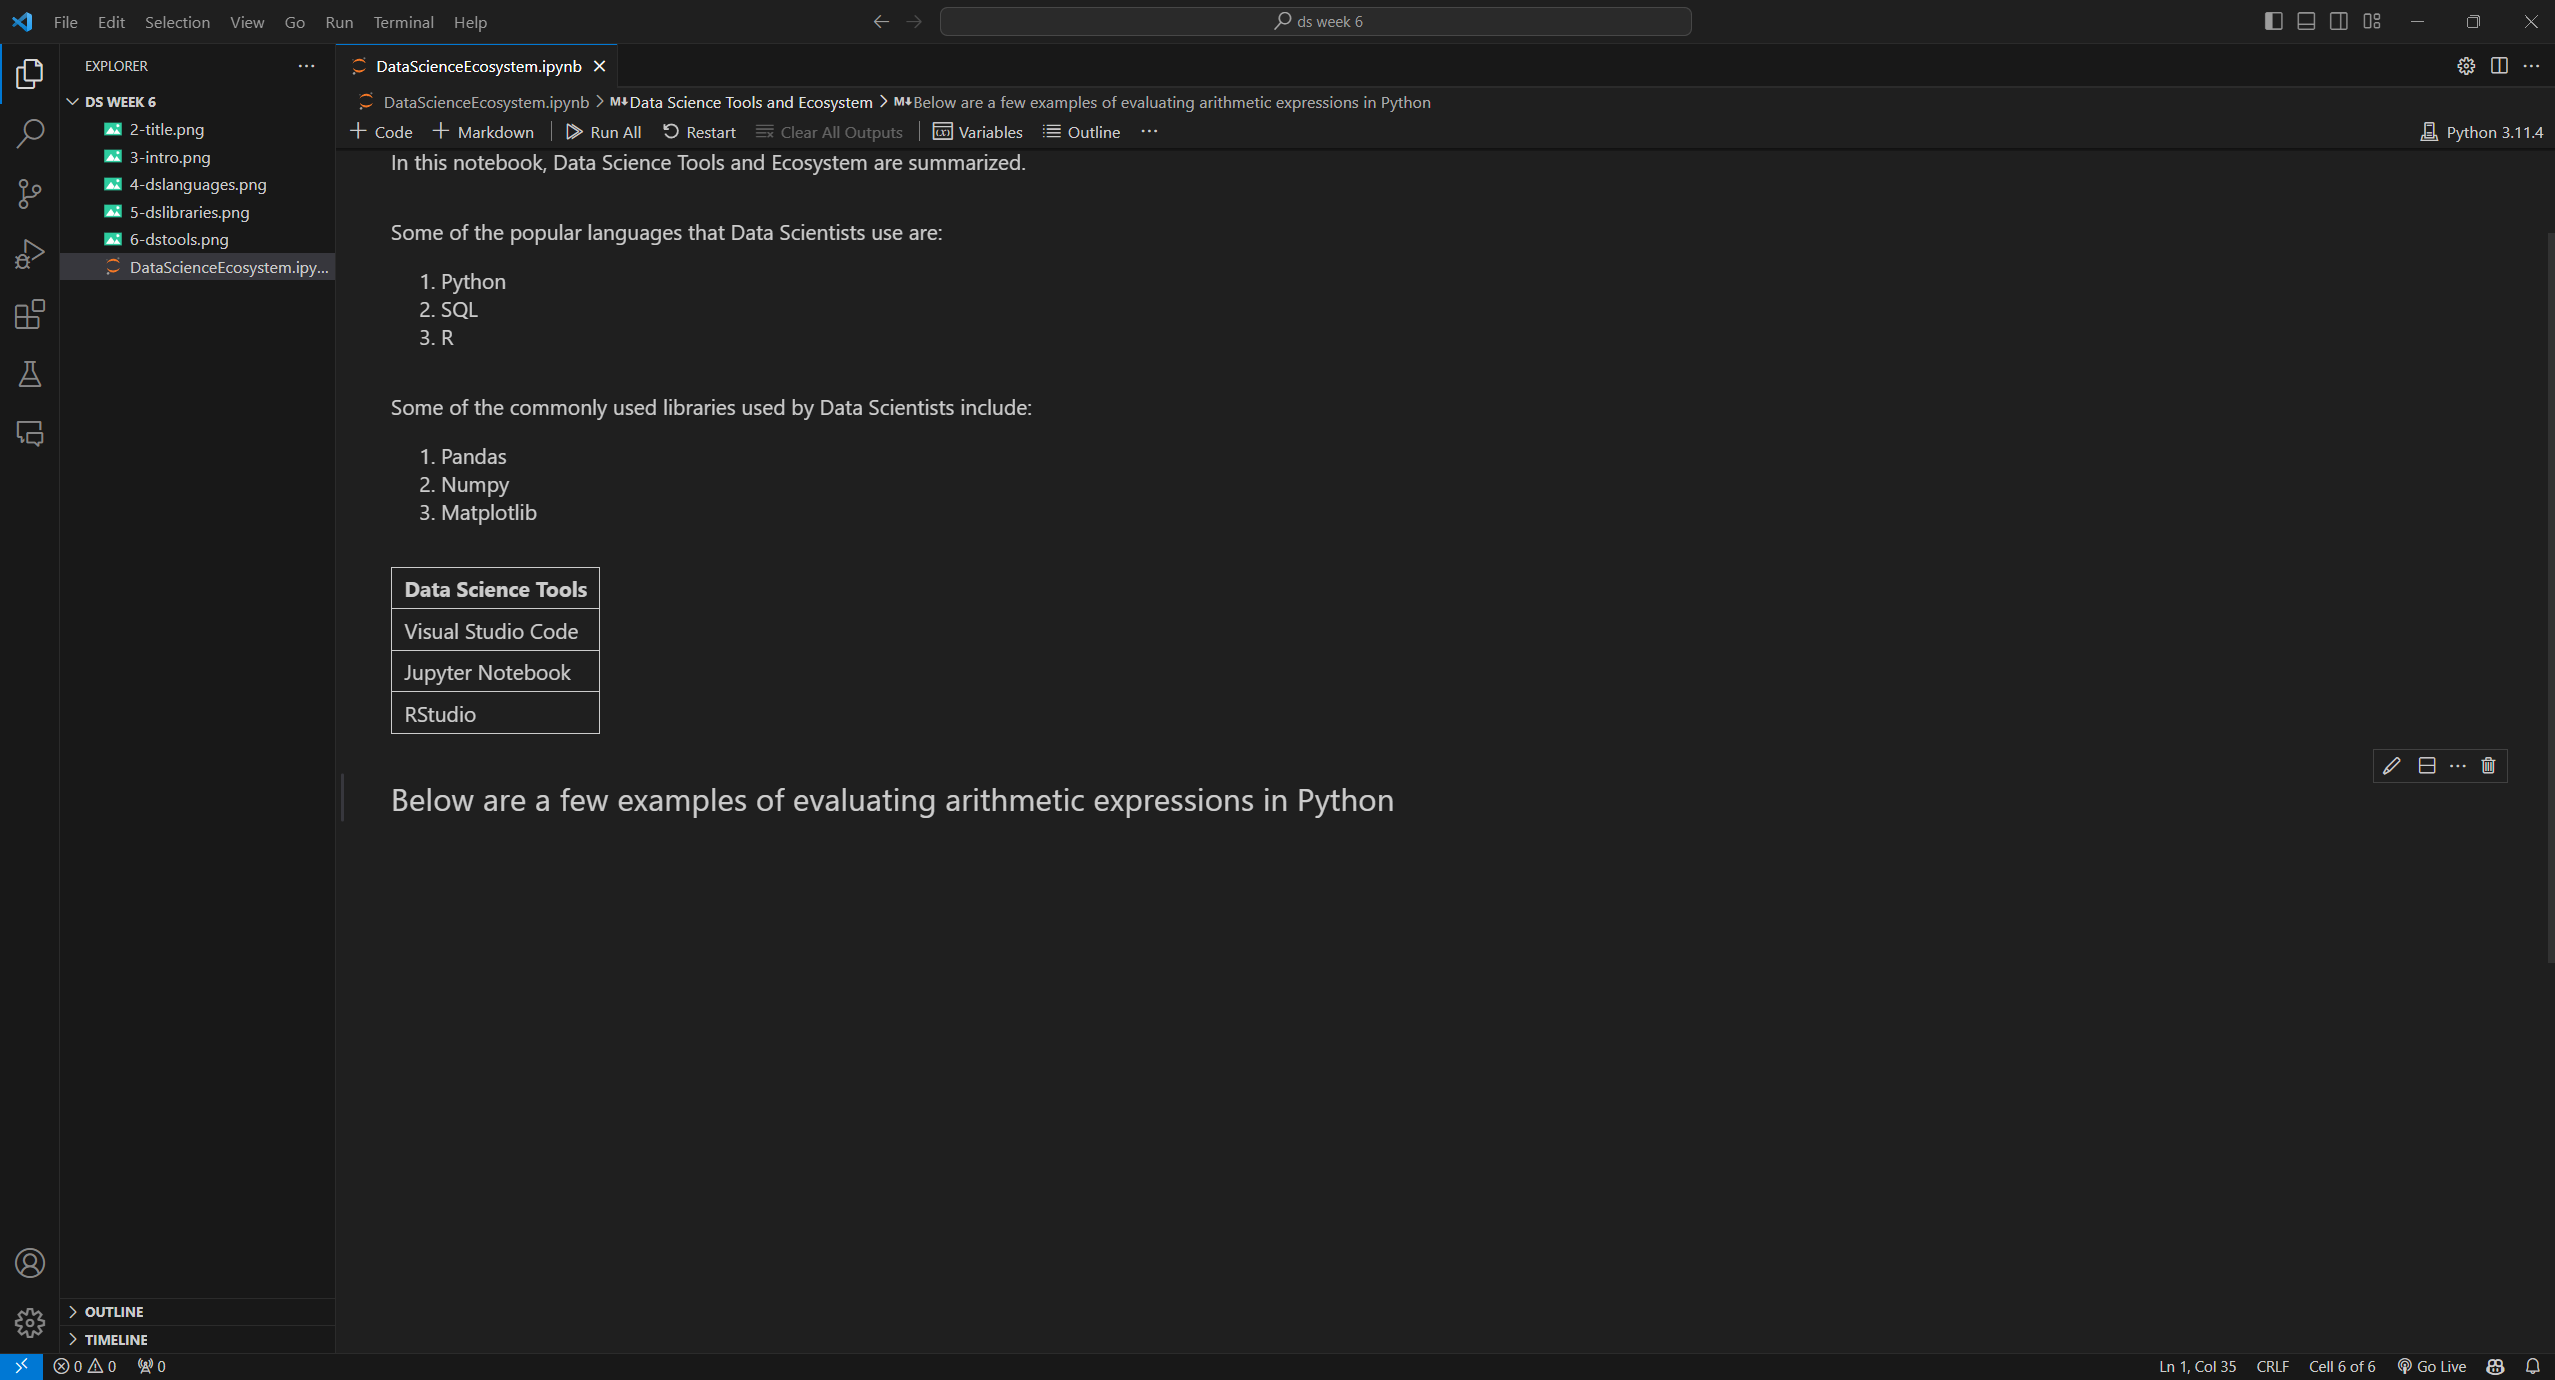 File Edit Selection View Go Run Terminal Help
ds week 6
EXPLORER
DS WEEK 6
2-title.png
3-intro.png
4-dslanguages.png
5-dslibraries.png
6-dstools.png
DataScienceEcosystem.ipy...
OUTLINE
TIMELINE
DataScienceEcosystem.ipynb
DataScienceEcosystem.ipynb > M↓Data Science Tools and Ecosystem > M↓Below are a few examples of evaluating arithmetic expressions in Python
+ Code + Markdown Run All Restart Clear All Outputs Variables Outline ... Python 3.11.4
In this notebook, Data Science Tools and Ecosystem are summarized.
Some of the popular languages that Data Scientists use are:
1. Python
2. SQL
3. R
Some of the commonly used libraries used by Data Scientists include:
1. Pandas
2. Numpy
3. Matplotlib
Data Science Tools
Visual Studio Code
Jupyter Notebook
RStudio
Below are a few examples of evaluating arithmetic expressions in Python
0 0 0 Ln 1, Col 35 CRLF Cell 6 of 6 Go Live